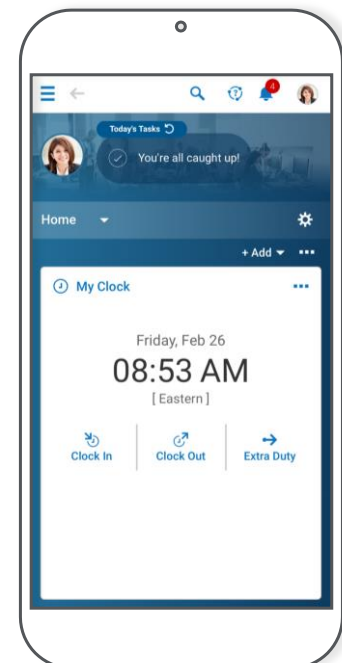 4
Today's Tasks
You're all caught up!
Home
+ Add
My Clock
Friday, Feb 26
08:53 AM
[ Eastern ]
Clock In
Clock Out
Extra Duty